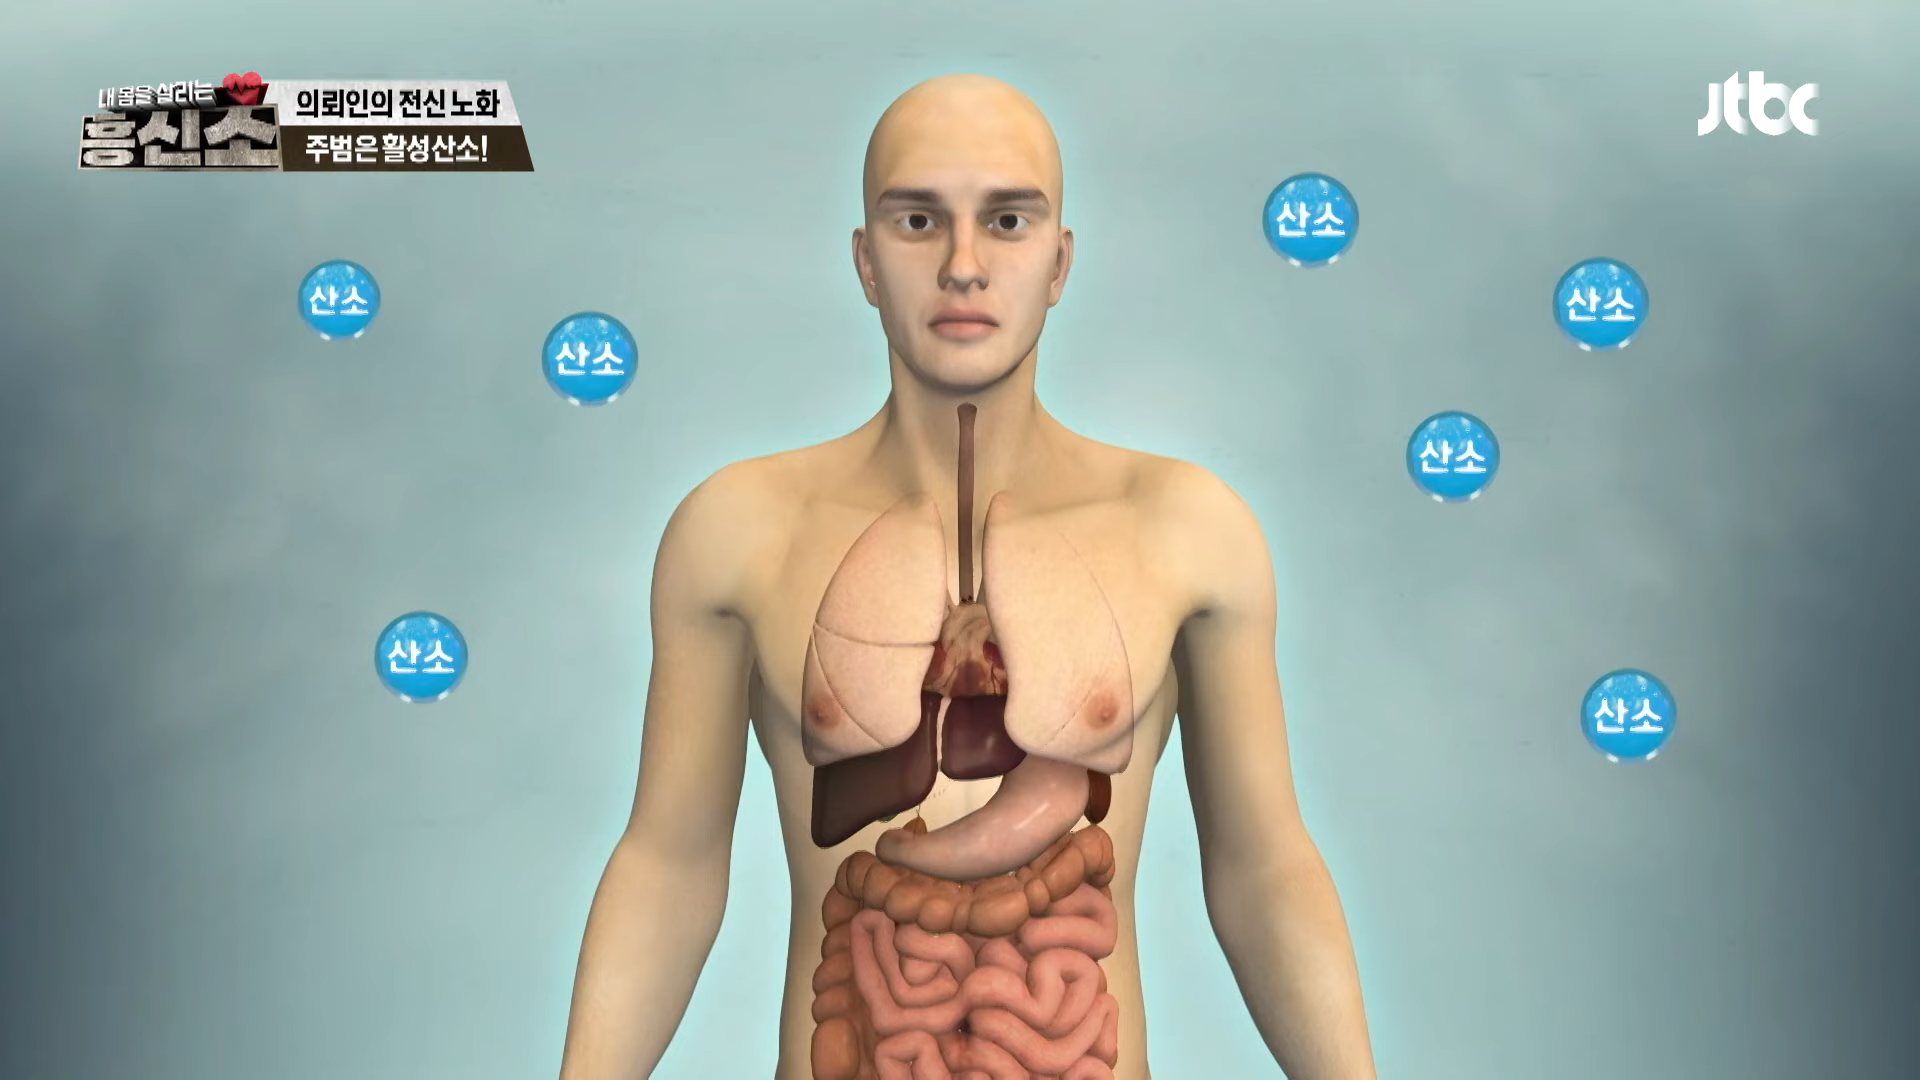 내 몸을 살리는
흥신소
의뢰인의 전신 노화
주범은 활성산소!
jtbc
산소
산소
산소
산소
산소
산소
산소